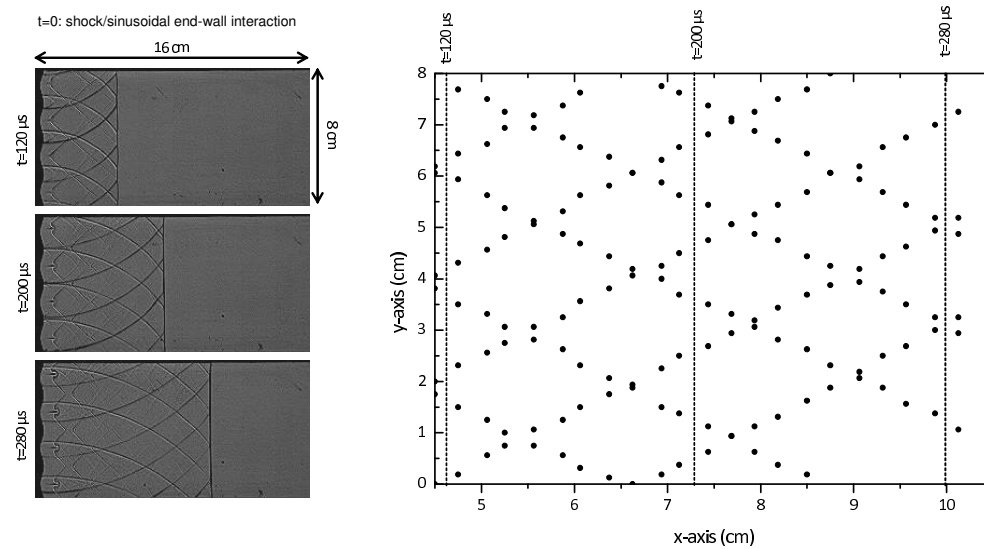 t=0: shock/sinusoidal end-wall interaction
16 cm
8 cm
t=120 µs
t=200 µs
t=280 µs
t=120 µs
t=200 µs
t=280 µs
8
7
6
5
4
3
2
1
0
y-axis (cm)
5 6 7 8 9 10
x-axis (cm)